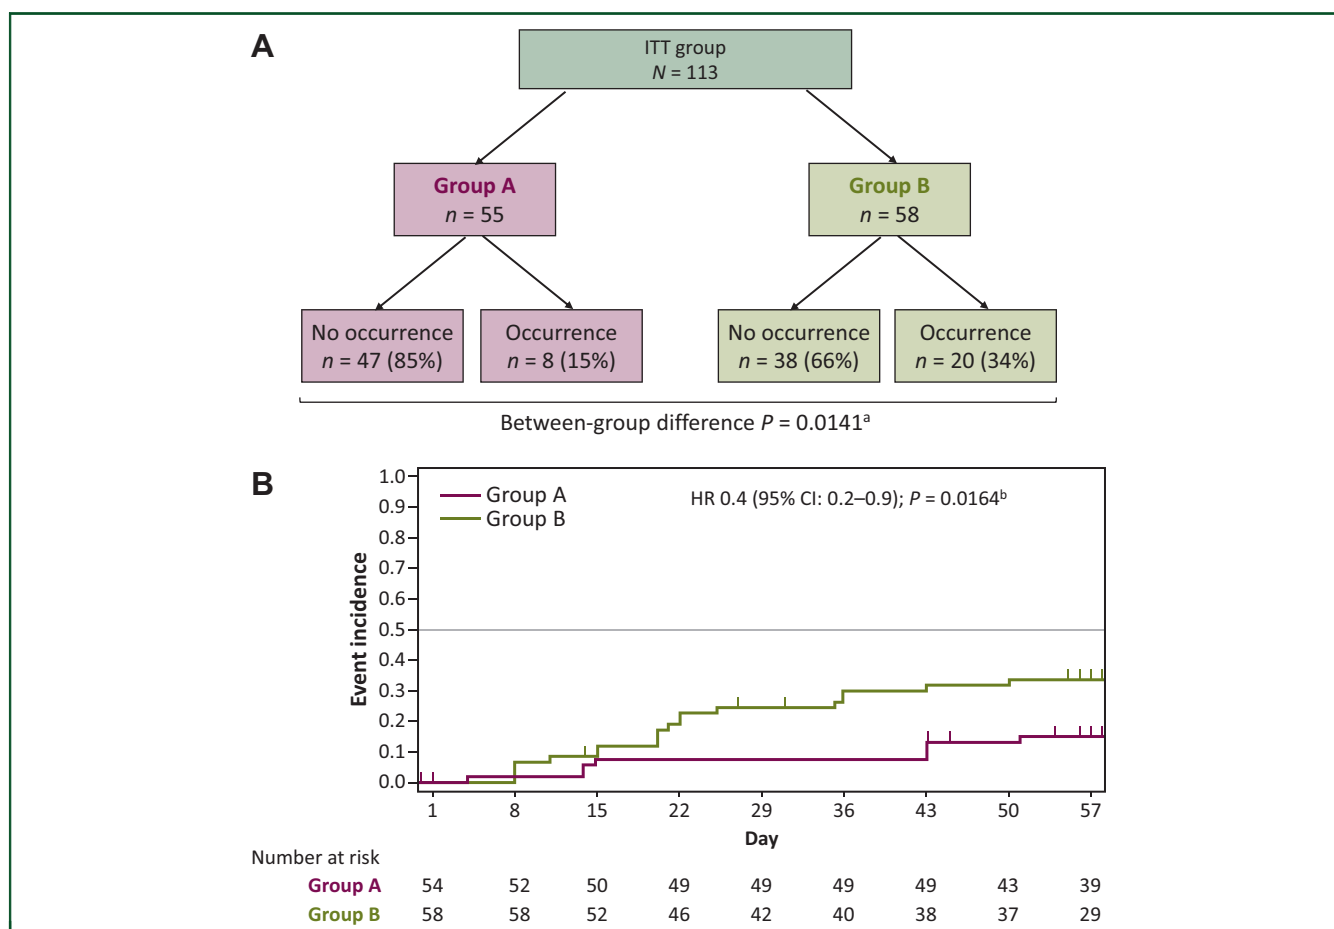 A
ITT group
N = 113
Group A
n = 55
Group B
n = 58
No occurrence
n = 47 (85%)
Occurrence
n = 8 (15%)
No occurrence
n = 38 (66%)
Occurrence
n = 20 (34%)
Between-group difference P = 0.0141ᵃ
B
Group A
Group B
HR 0.4 (95% CI: 0.2–0.9); P = 0.0164ᵇ
Event incidence
1.0
0.9
0.8
0.7
0.6
0.5
0.4
0.3
0.2
0.1
0.0
1 8 15 22 29 36 43 50 57
Day
Number at risk
Group A 54 52 50 49 49 49 49 43 39
Group B 58 58 52 46 42 40 38 37 29